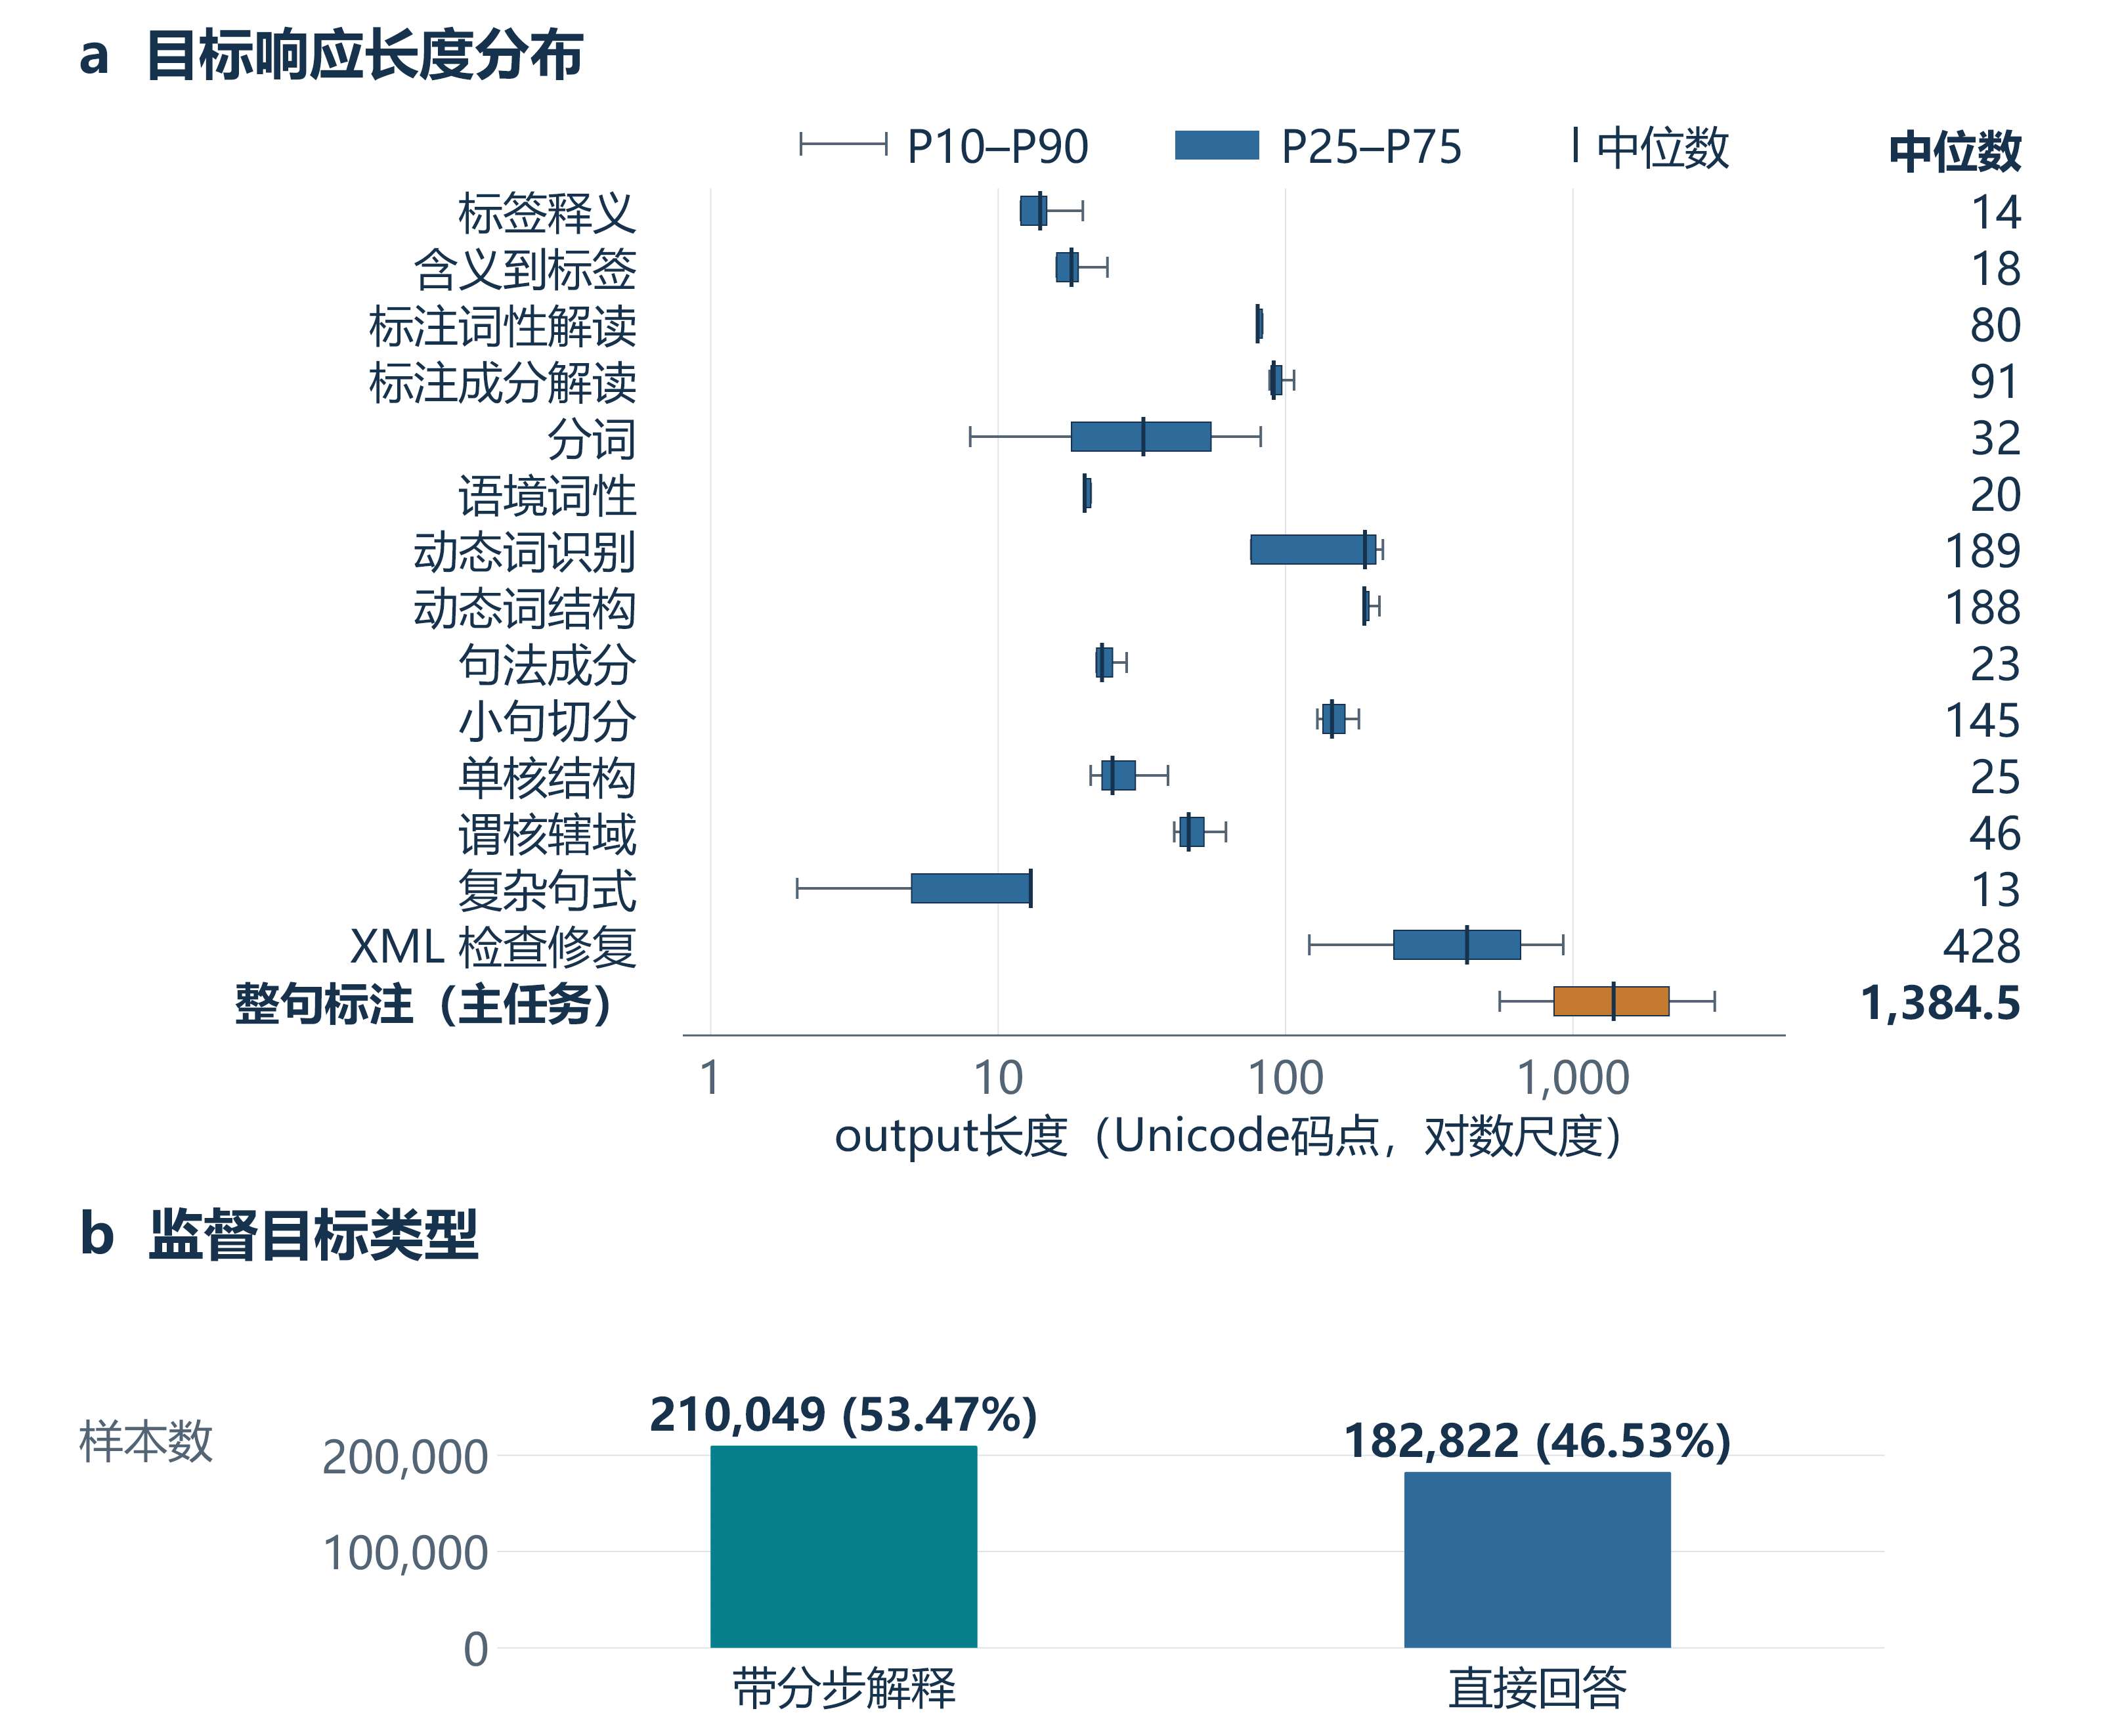 a 目标响应长度分布
P10–P90 P25–P75 中位数 中位数
标签释义 14
含义到标签 18
标注词性解读 80
标注成分解读 91
分词 32
语境词性 20
动态词识别 189
动态词结构 188
句法成分 23
小句切分 145
单核结构 25
谓核辖域 46
复杂句式 13
XML 检查修复 428
整句标注（主任务） 1,384.5
1 10 100 1,000
output长度（Unicode码点，对数尺度）
b 监督目标类型
210,049 (53.47%) 182,822 (46.53%)
样本数
200,000
100,000
0
带分步解释 直接回答